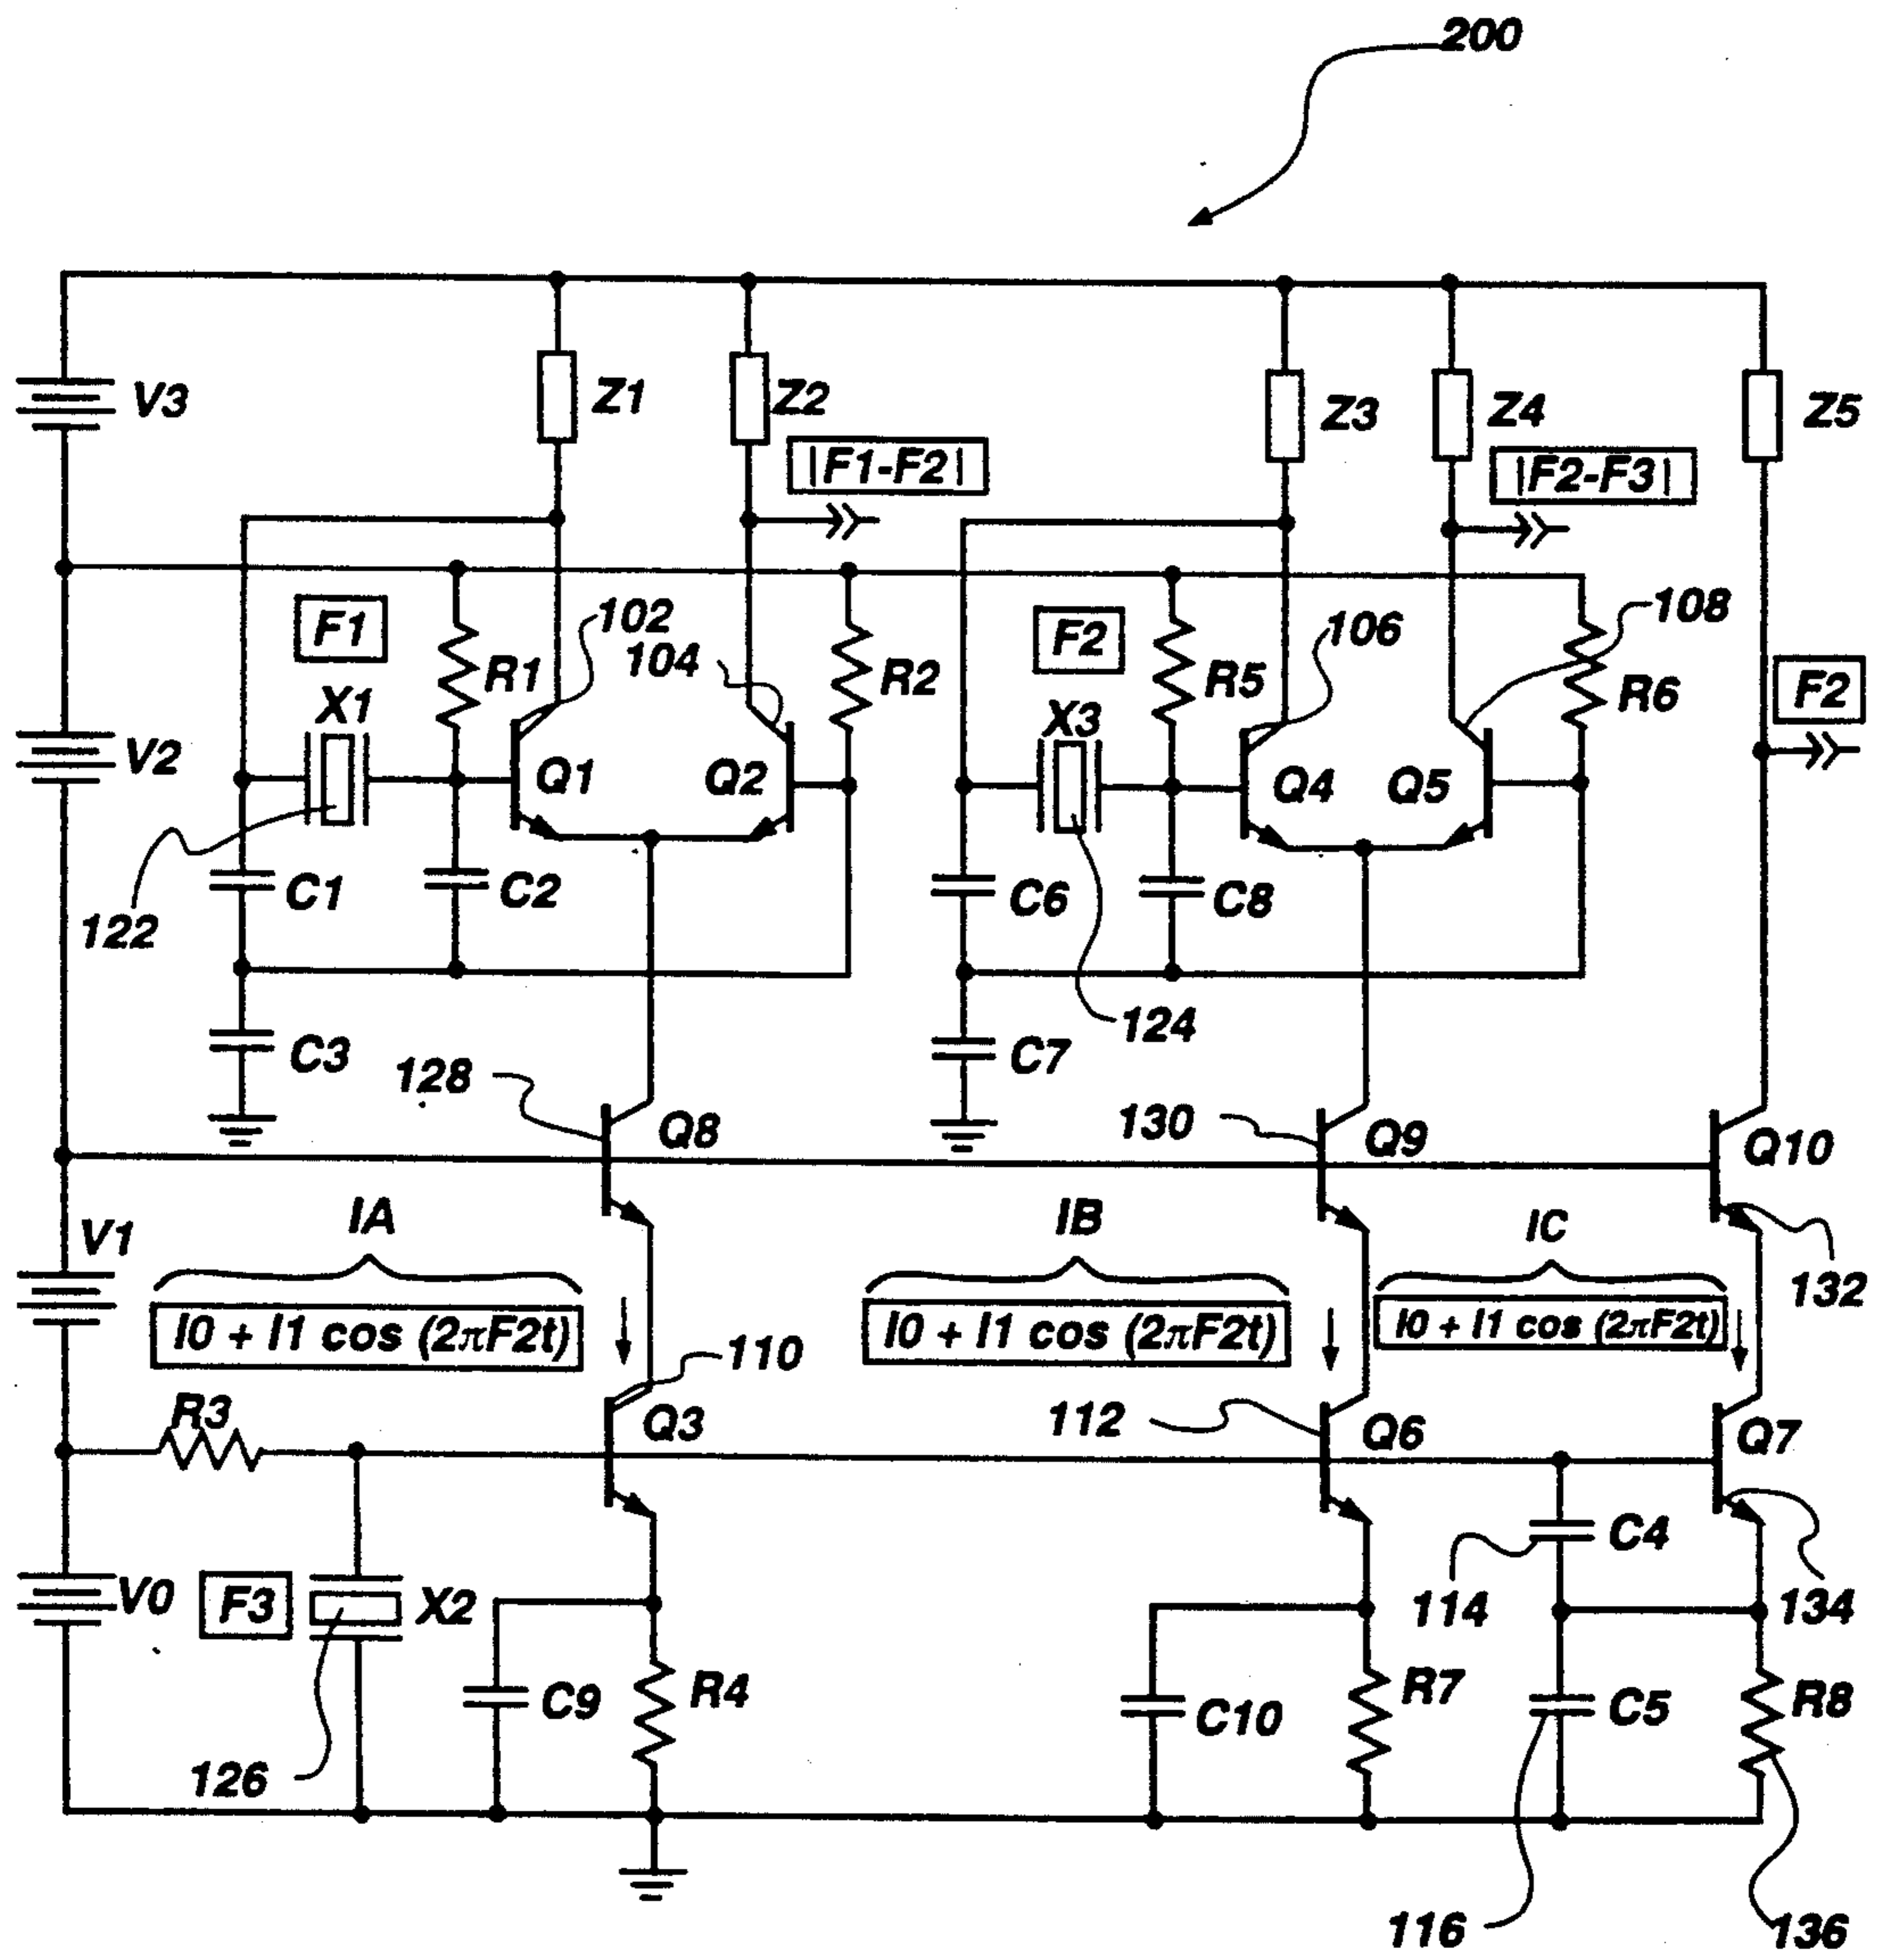 200
V3
Z1
Z2
Z3
Z4
Z5
|F1-F2|
|F2-F3|
F1
102
104
F2
106
108
X1
R1
R2
X3
R5
R6
F2
V2
Q1
Q2
Q4
Q5
122
C1
C2
C6
C8
C3
128
Q8
C7
124
130
Q9
Q10
V1
IA
IB
IC
132
I0 + I1 cos (2πF2t)
I0 + I1 cos (2πF2t)
I0 + I1 cos (2πF2t)
110
R3
Q3
112
Q6
Q7
V0
F3
X2
114
C4
134
C9
R4
C10
R7
C5
R8
126
116
136